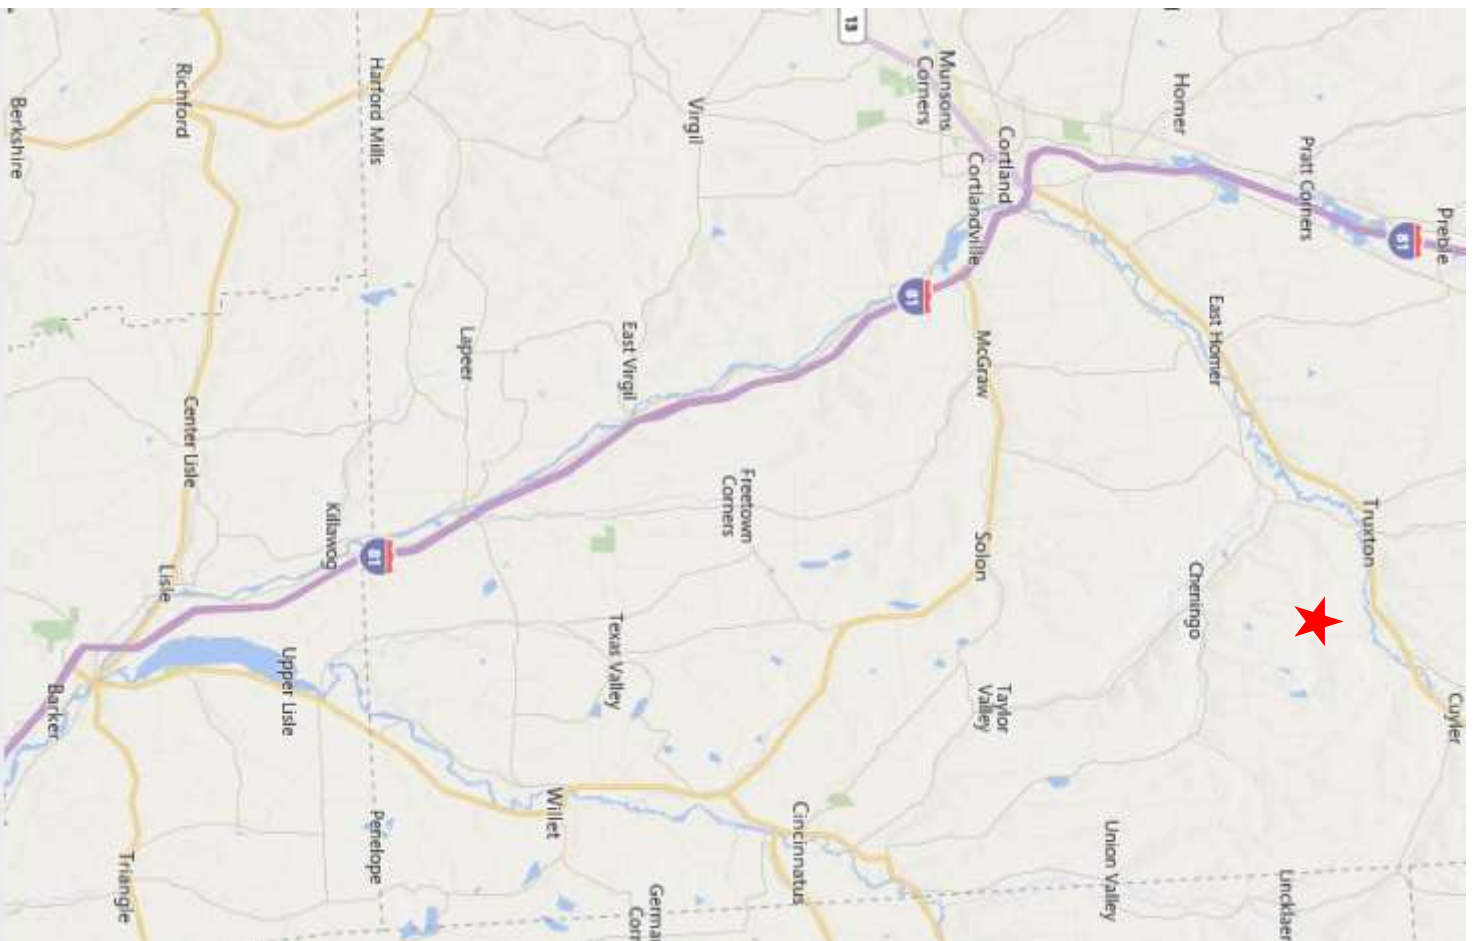 Cuyler
Preble
81
Truxton
Pratt Corners
East Homer
Cheningo
Homer
Union Valley
Cortland
Taylor
Valley
McGraw
Solon
Cortlandville
Munsons
Corners
81
13
Cincinnatus
Freetown
Corners
Virgil
East Virgil
Texas Valley
Willet
Lapeer
Harford Mills
81
Penelope
Killawog
Upper Lisle
Center Lisle
Richford
Lisle
Triangle
Barker
Berkshire